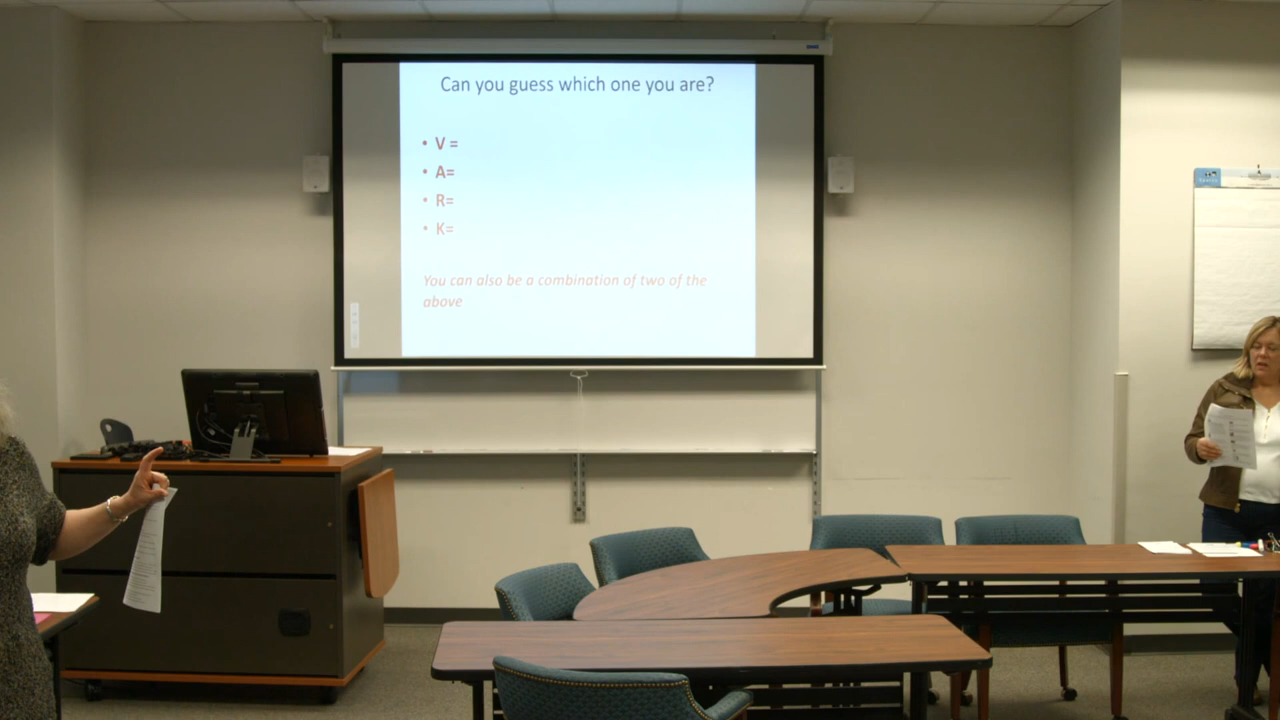 Can you guess which one you are?
• V =
• A=
• R=
• K=
You can also be a combination of two of the
above